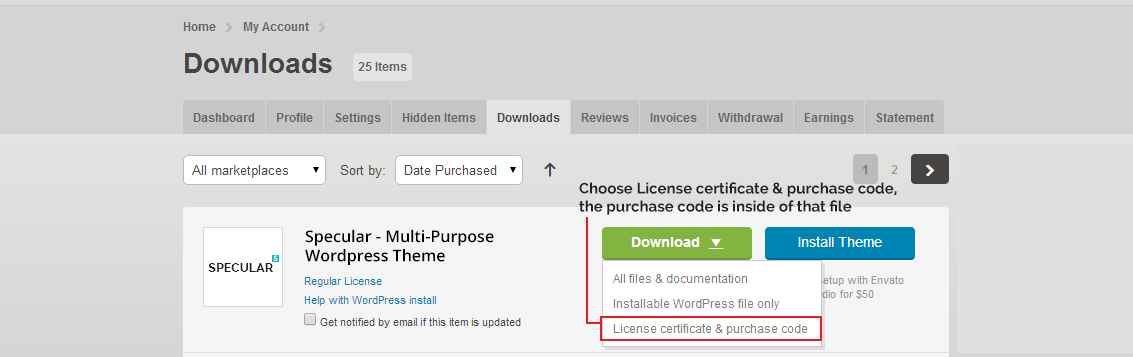 Home > My Account >
Downloads 25 Items
Dashboard Profile Settings Hidden Items Downloads Reviews Invoices Withdrawal Earnings Statement
All marketplaces Sort by: Date Purchased 1 2
Choose License certificate & purchase code,
the purchase code is inside of that file
SPECULAR S
Specular - Multi-Purpose
Wordpress Theme
Regular License
Help with WordPress install
Get notified by email if this item is updated
Download Install Theme
All files & documentation
Installable WordPress file only
License certificate & purchase code
etup with Envato
dio for $50